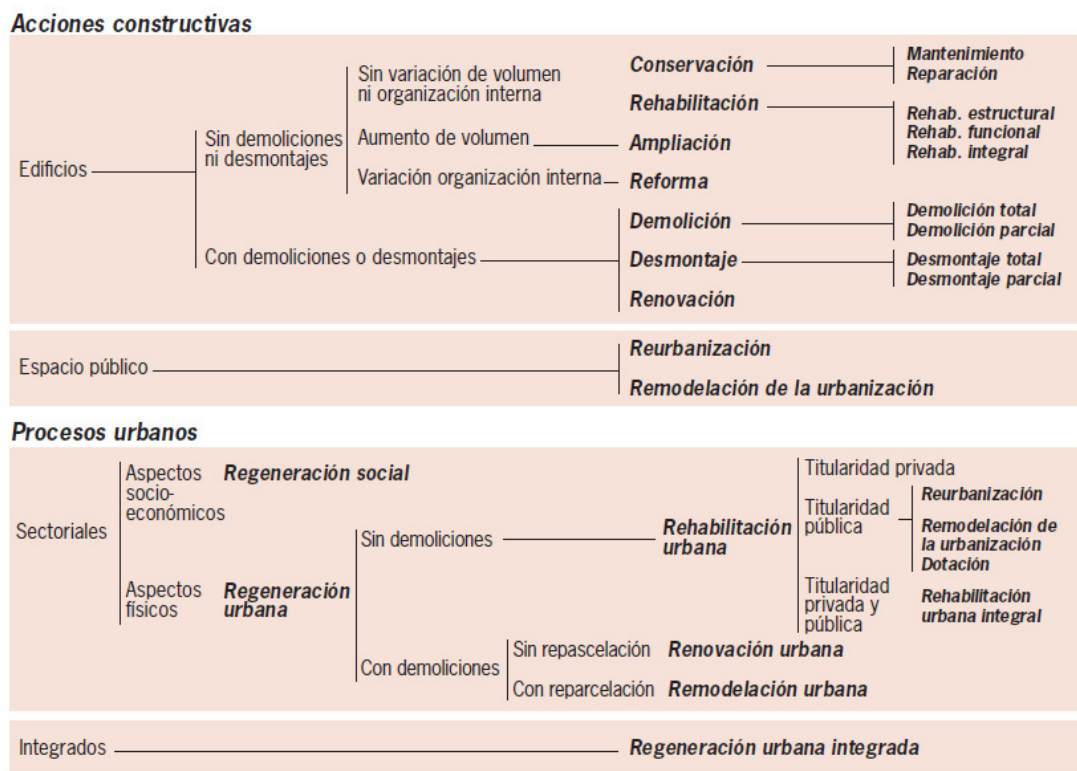 Acciones constructivas
Edificios
Sin demoliciones
ni desmontajes
Sin variación de volumen
ni organización interna
Conservación
Mantenimiento
Reparación
Rehabilitación
Rehab. estructural
Rehab. funcional
Rehab. integral
Aumento de volumen
Ampliación
Variación organización interna
Reforma
Con demoliciones o desmontajes
Demolición
Demolición total
Demolición parcial
Desmontaje
Desmontaje total
Desmontaje parcial
Renovación
Espacio público
Reurbanización
Remodelación de la urbanización
Procesos urbanos
Sectoriales
Aspectos
socio-
económicos
Regeneración social
Aspectos
físicos
Regeneración
urbana
Sin demoliciones
Rehabilitación
urbana
Titularidad privada
Titularidad
pública
Reurbanización
Remodelación de
la urbanización
Dotación
Titularidad
privada y
pública
Rehabilitación
urbana integral
Con demoliciones
Sin repascelación
Renovación urbana
Con reparcelación
Remodelación urbana
Integrados
Regeneración urbana integrada